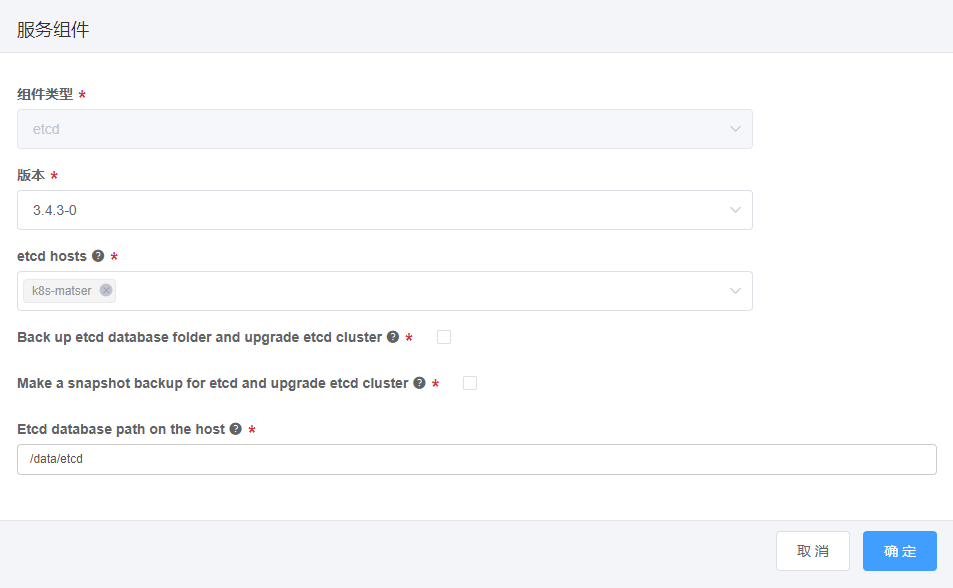 服务组件
组件类型 *
etcd
版本 *
3.4.3-0
etcd hosts ? *
k8s-matser
Back up etcd database folder and upgrade etcd cluster ? *
Make a snapshot backup for etcd and upgrade etcd cluster ? *
Etcd database path on the host ? *
/data/etcd
取 消 确 定